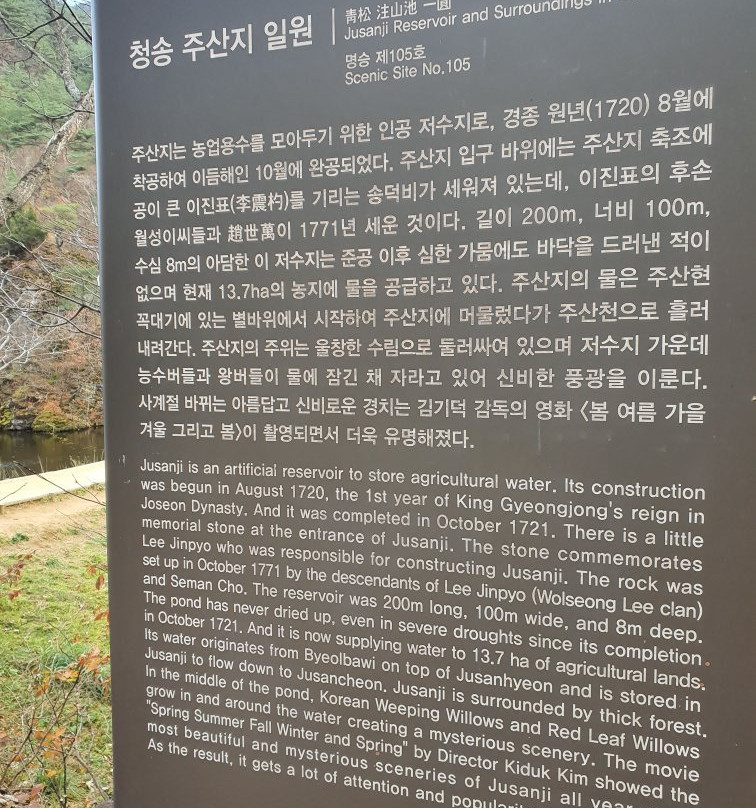 청송 주산지 일원
靑松 注山池 一圓
Jusanji Reservoir and Surroundings in
명승 제105호
Scenic Site No.105
주산지는 농업용수를 모아두기 위한 인공 저수지로, 경종 원년(1720) 8월에
착공하여 이듬해인 10월에 완공되었다. 주산지 입구 바위에는 주산지 축조에
공이 큰 이진표(李震杓)를 기리는 송덕비가 세워져 있는데, 이진표의 후손
월성이씨들과 趙世萬이 1771년 세운 것이다. 길이 200m, 너비 100m,
수심 8m의 아담한 이 저수지는 준공 이후 심한 가뭄에도 바닥을 드러낸 적이
없으며 현재 13.7ha의 농지에 물을 공급하고 있다. 주산지의 물은 주산현
꼭대기에 있는 별바위에서 시작하여 주산지에 머물렀다가 주산천으로 흘러
내려간다. 주산지의 주위는 울창한 수림으로 둘러싸여 있으며 저수지 가운데
능수버들과 왕버들이 물에 잠긴 채 자라고 있어 신비한 풍광을 이룬다.
사계절 바뀌는 아름답고 신비로운 경치는 김기덕 감독의 영화 〈봄 여름 가을
겨울 그리고 봄〉이 촬영되면서 더욱 유명해졌다.
Jusanji is an artificial reservoir to store agricultural water. Its construction
was begun in August 1720, the 1st year of King Gyeongjong's reign in
Joseon Dynasty. And it was completed in October 1721. There is a little
memorial stone at the entrance of Jusanji. The stone commemorates
Lee Jinpyo who was responsible for constructing Jusanji. The rock was
set up in October 1771 by the descendants of Lee Jinpyo (Wolseong Lee clan)
and Seman Cho. The reservoir was 200m long, 100m wide, and 8m deep.
The pond has never dried up, even in severe droughts since its completion
in October 1721. And it is now supplying water to 13.7 ha of agricultural lands.
Its water originates from Byeolbawi on top of Jusanhyeon and is stored in
Jusanji to flow down to Jusancheon. Jusanji is surrounded by thick forest.
In the middle of the pond, Korean Weeping Willows and Red Leaf Willows
grow in and around the water creating a mysterious scenery. The movie
"Spring Summer Fall Winter and Spring" by Director Kiduk Kim showed the
most beautiful and mysterious sceneries of Jusanji all year
As the result, it gets a lot of attention and